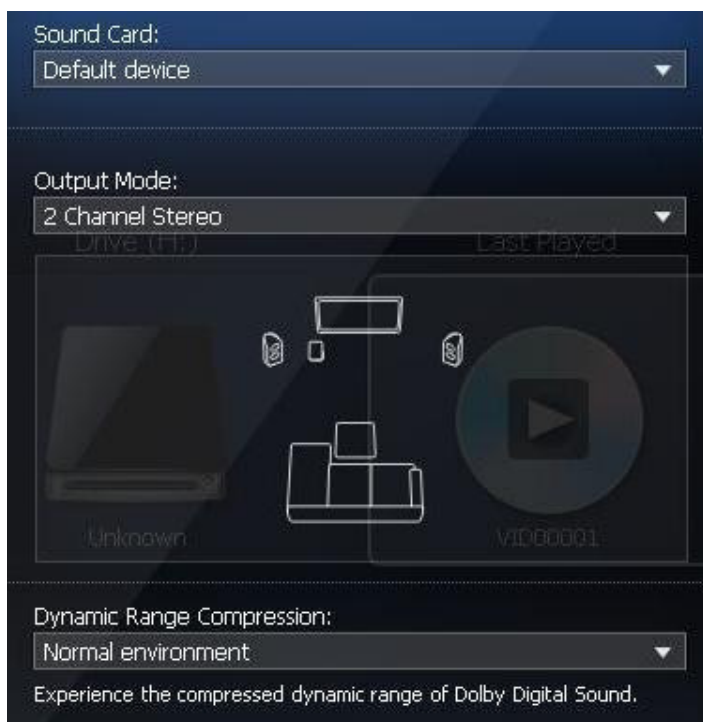 Sound Card:
Default device
Output Mode:
2 Channel Stereo
Drive (H:)
Last Played
Unknown
VID00001
Dynamic Range Compression:
Normal environment
Experience the compressed dynamic range of Dolby Digital Sound.